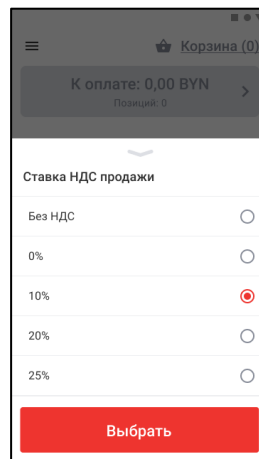 Корзина (0)
К оплате: 0,00 BYN
Позиций: 0
Ставка НДС продажи
Без НДС
0%
10%
20%
25%
Выбрать